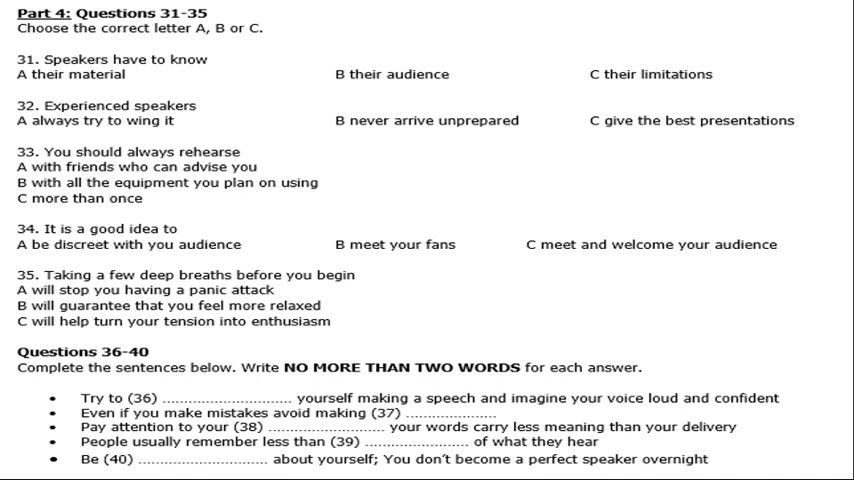 Part 4: Questions 31-35
Choose the correct letter A, B or C.
31. Speakers have to know
A their material B their audience C their limitations
32. Experienced speakers
A always try to wing it B never arrive unprepared C give the best presentations
33. You should always rehearse
A with friends who can advise you
B with all the equipment you plan on using
C more than once
34. It is a good idea to
A be discreet with you audience B meet your fans C meet and welcome your audience
35. Taking a few deep breaths before you begin
A will stop you having a panic attack
B will guarantee that you feel more relaxed
C will help turn your tension into enthusiasm
Questions 36-40
Complete the sentences below. Write NO MORE THAN TWO WORDS for each answer.
• Try to (36) .............................. yourself making a speech and imagine your voice loud and confident
• Even if you make mistakes avoid making (37) .....................
• Pay attention to your (38) ........................... your words carry less meaning than your delivery
• People usually remember less than (39) ........................ of what they hear
• Be (40) .............................. about yourself; You don't become a perfect speaker overnight